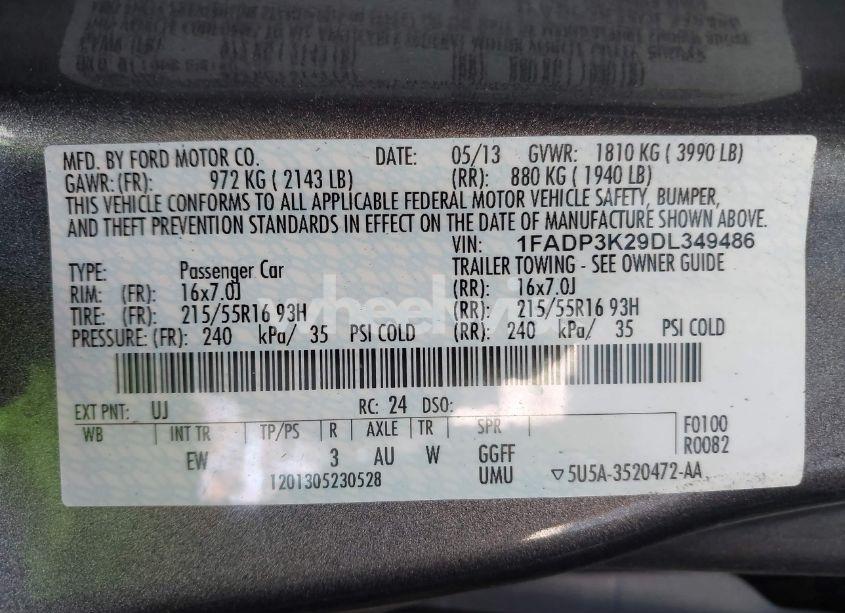 MFD. BY FORD MOTOR CO. DATE: 05/13 GVWR: 1810 KG ( 3990 LB)
GAWR: (FR): 972 KG ( 2143 LB) (RR): 880 KG ( 1940 LB)
THIS VEHICLE CONFORMS TO ALL APPLICABLE FEDERAL MOTOR VEHICLE SAFETY, BUMPER,
AND THEFT PREVENTION STANDARDS IN EFFECT ON THE DATE OF MANUFACTURE SHOWN ABOVE.
VIN: 1FADP3K29DL349486
TYPE: Passenger Car TRAILER TOWING - SEE OWNER GUIDE
RIM: (FR): 16x7.0J (RR): 16x7.0J
TIRE: (FR): 215/55R16 93H (RR): 215/55R16 93H
PRESSURE: (FR): 240 kPa/ 35 PSI COLD (RR): 240 kPa/ 35 PSI COLD
EXT PNT: UJ RC: 24 DSO:
WB INT TR TP/PS R AXLE TR SPR F0100
EW 3 AU W GGFF R0082
1201305230528 UMU ▽5U5A-3520472-AA